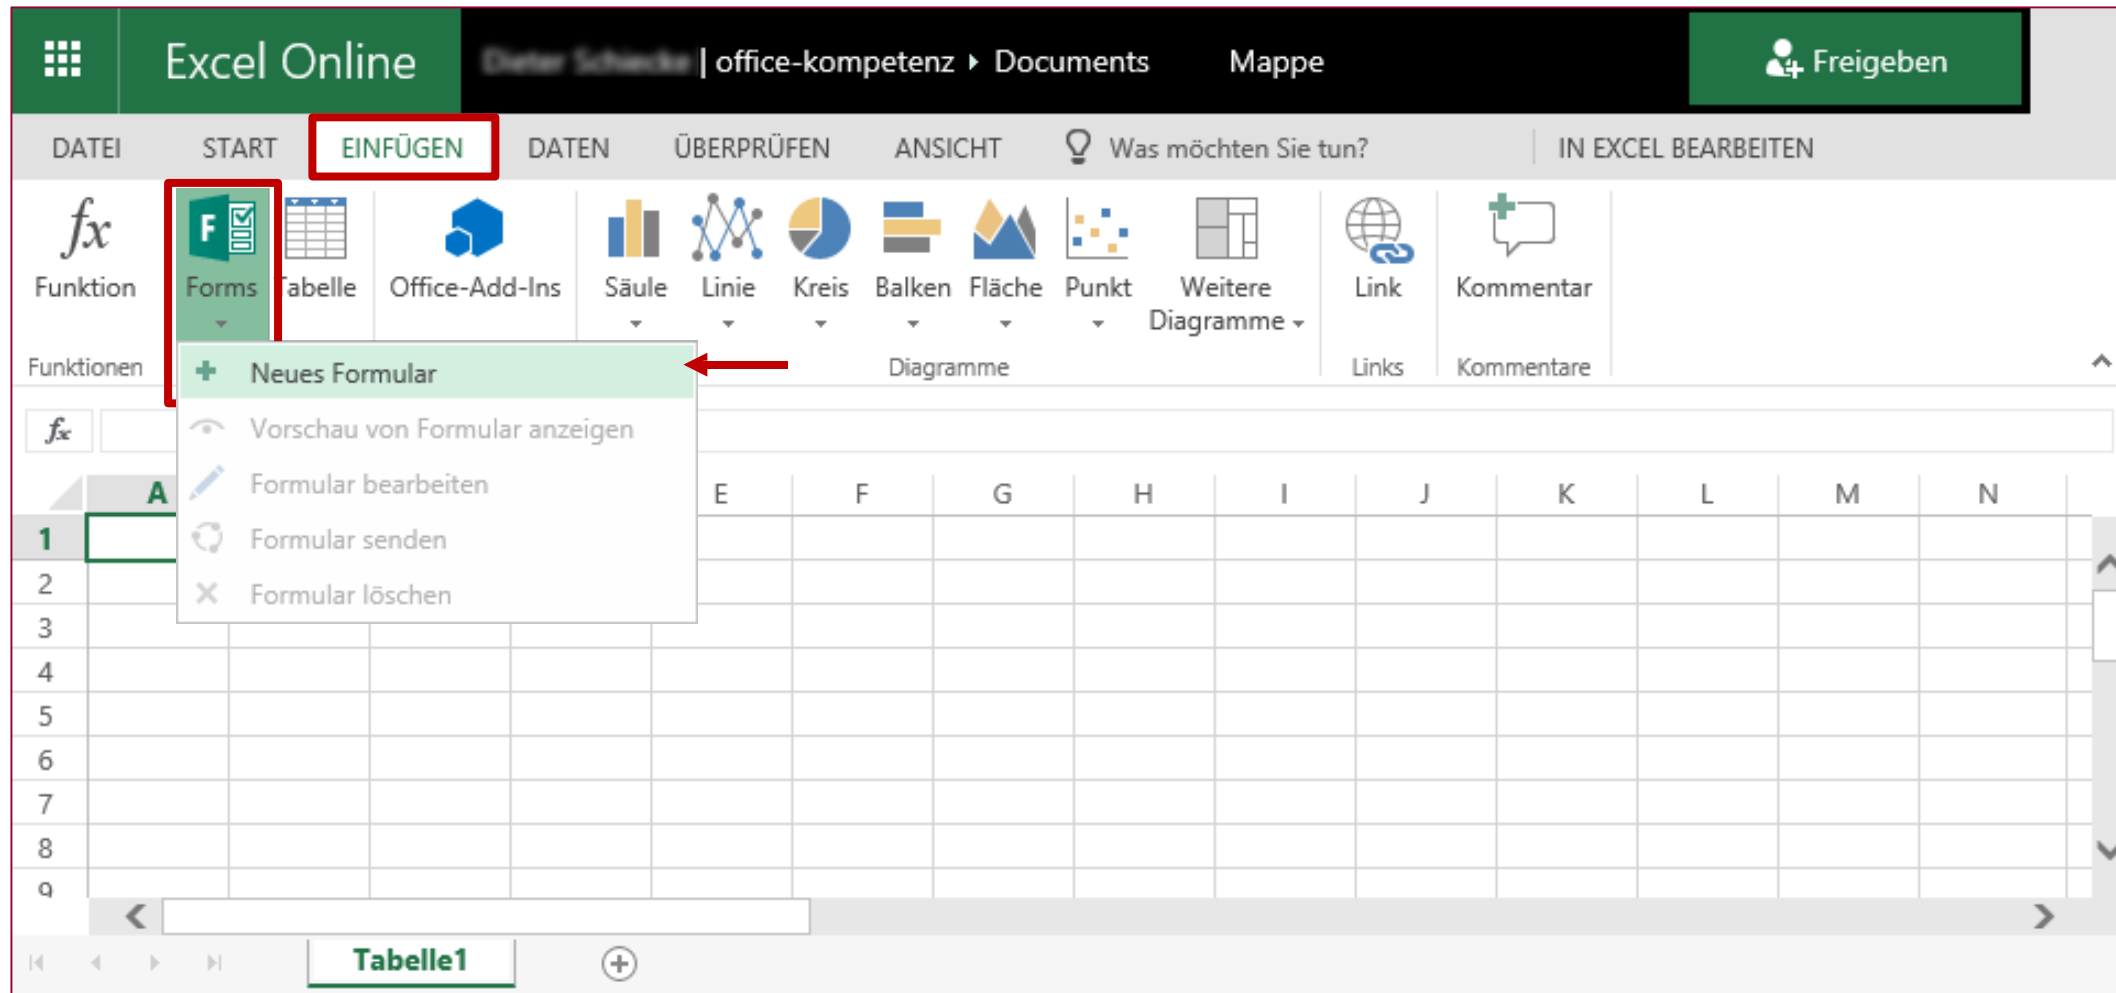 Excel Online | office-kompetenz ▸ Documents Mappe Freigeben
DATEI START EINFÜGEN DATEN ÜBERPRÜFEN ANSICHT Was möchten Sie tun? IN EXCEL BEARBEITEN
fx F
Funktion Forms Tabelle Office-Add-Ins Säule Linie Kreis Balken Fläche Punkt Weitere Link Kommentar
Diagramme
Funktionen Diagramme Links Kommentare
Neues Formular
fx
Vorschau von Formular anzeigen
Formular bearbeiten
A E F G H I J K L M N
1
Formular senden
2
Formular löschen
3
4
5
6
7
8
9
Tabelle1